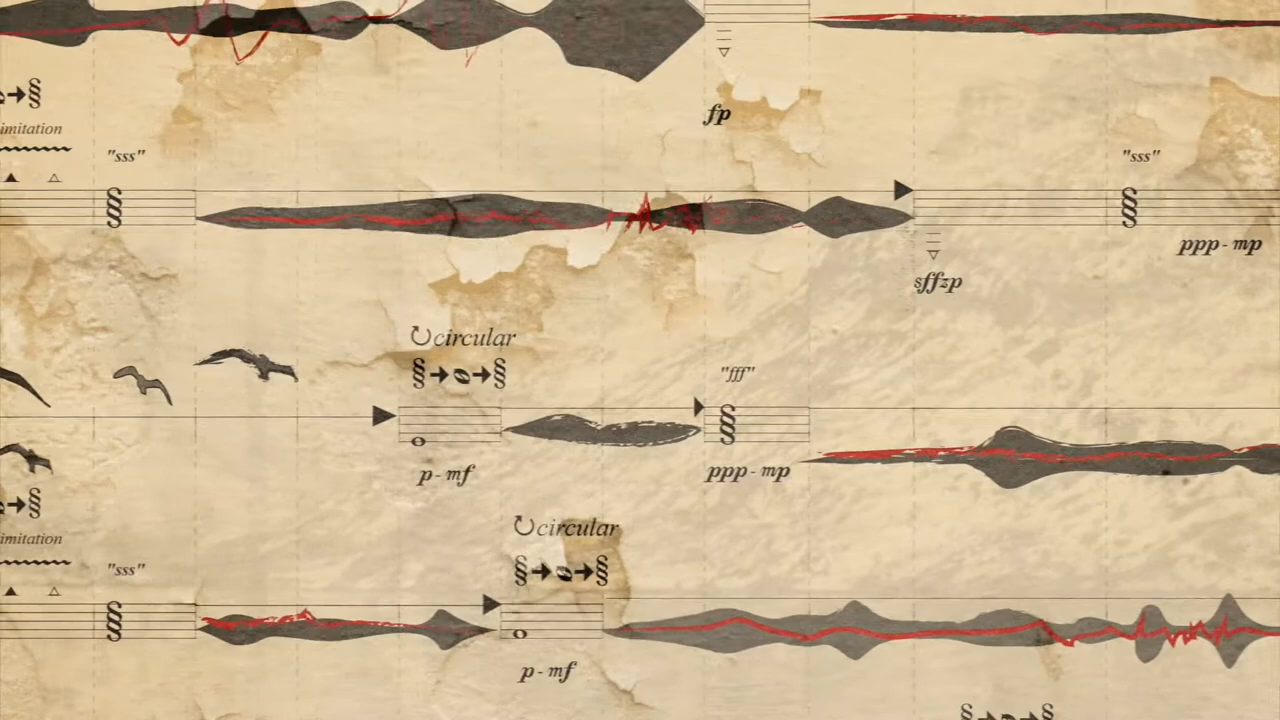 fp
imitation
"sss"
"sss"
ppp - mp
sffzp
circular
"fff"
p - mf
ppp - mp
circular
imitation
"sss"
p - mf